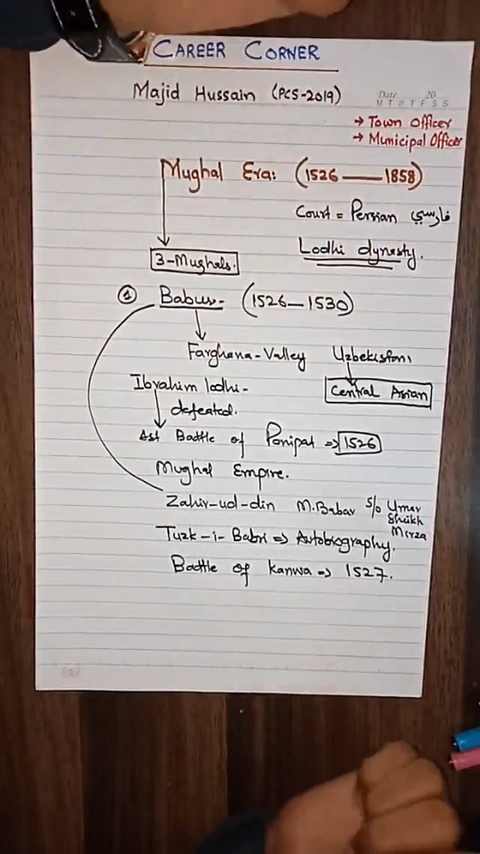 CAREER CORNER
Majid Hussain (PCS-2019)
Date 20
M T W T F S S
→ Town Officer
→ Municipal Officer
Mughal Era: (1526 — 1858)
Court = Persian فارسي
Lodhi dynasty.
3-Mughals.
① Babur- (1526-1530)
Farghana-Valley Uzbekistan,
Ibrahim lodhi-
defeated.
Central Asian
1st Battle of Panipat ⇒ 1526
Mughal Empire.
Zahir-ud-din M.Babar S/o Umar
Sheikh
Mirza
Tuzk-i-Babri ⇒ Autobiography.
Battle of Kanwa ⇒ 1527.